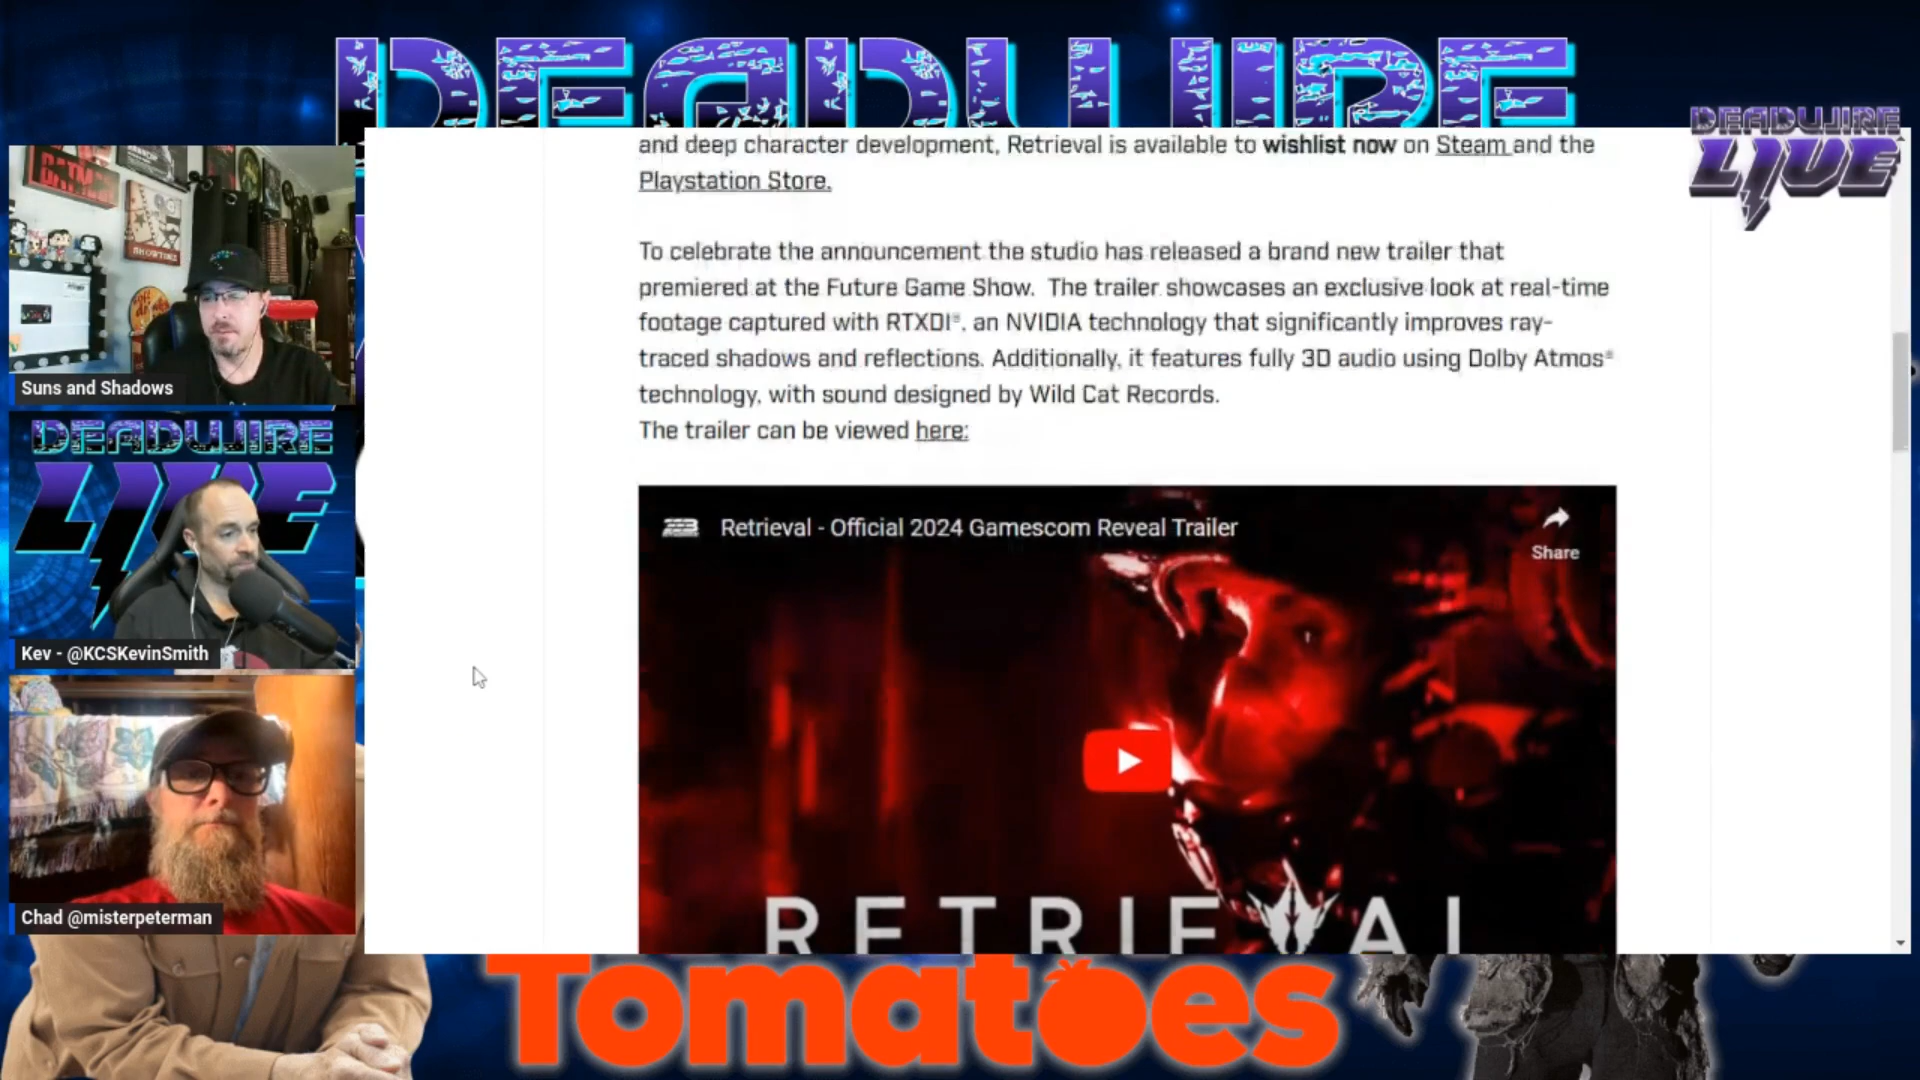 DEADWIRE
DEADWIRE
LIVE
and deep character development, Retrieval is available to wishlist now on Steam and the
Playstation Store.
To celebrate the announcement the studio has released a brand new trailer that
premiered at the Future Game Show. The trailer showcases an exclusive look at real-time
footage captured with RTXDI®, an NVIDIA technology that significantly improves ray-
traced shadows and reflections. Additionally, it features fully 3D audio using Dolby Atmos®
technology, with sound designed by Wild Cat Records.
The trailer can be viewed here:
Retrieval - Official 2024 Gamescom Reveal Trailer
Share
RETRIEVAL
BATMAN
SHOWTIME
Suns and Shadows
DEADWIRE
LIVE
Kev - @KCSKevinSmith
Chad @misterpeterman
Tomatoes